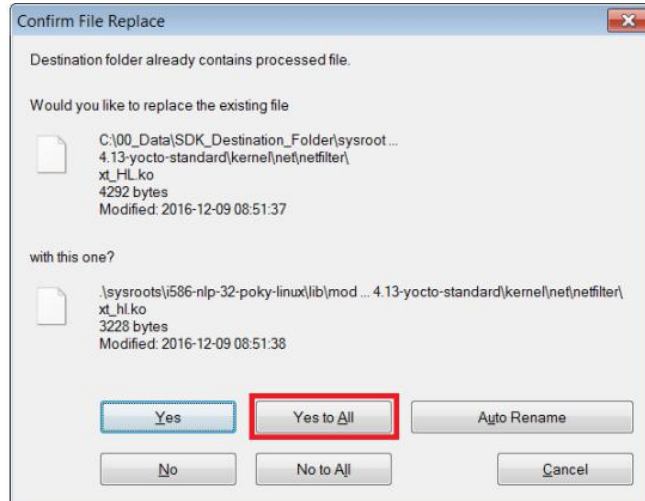 Confirm File Replace
Destination folder already contains processed file.
Would you like to replace the existing file
C:\00_Data\SDK_Destination_Folder\sysroot ...
4.13-yocto-standard\kernel\net\netfilter\
xt_HL.ko
4292 bytes
Modified: 2016-12-09 08:51:37
with this one?
.\sysroots\i586-nlp-32-poky-linux\lib\mod ... 4.13-yocto-standard\kernel\net\netfilter\
xt_hl.ko
3228 bytes
Modified: 2016-12-09 08:51:38
Yes
Yes to All
Auto Rename
No
No to All
Cancel